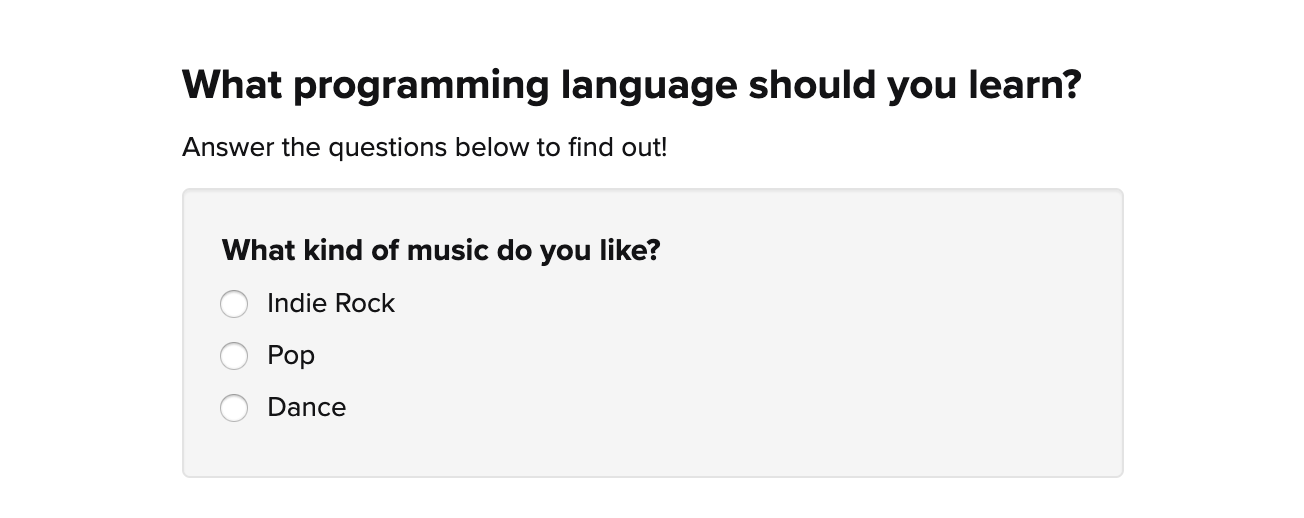 What programming language should you learn?
Answer the questions below to find out!
What kind of music do you like?
Indie Rock
Pop
Dance